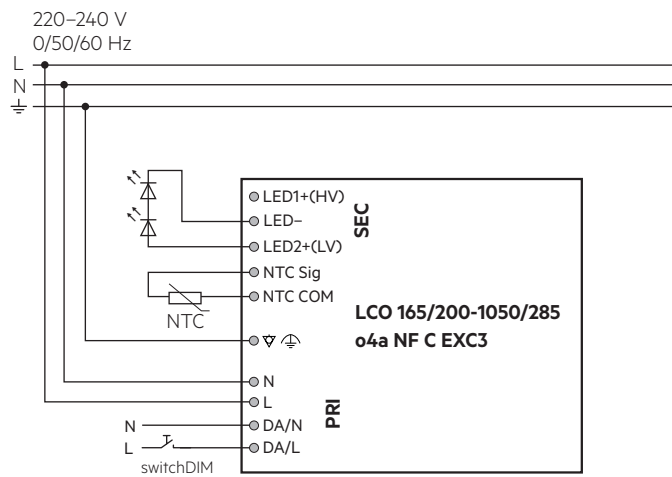 220–240 V
0/50/60 Hz
L
N
LED1+(HV)
LED–
SEC
LED2+(LV)
NTC Sig
NTC COM
NTC
LCO 165/200-1050/285
o4a NF C EXC3
N
L
PRI
N DA/N
L DA/L
switchDIM